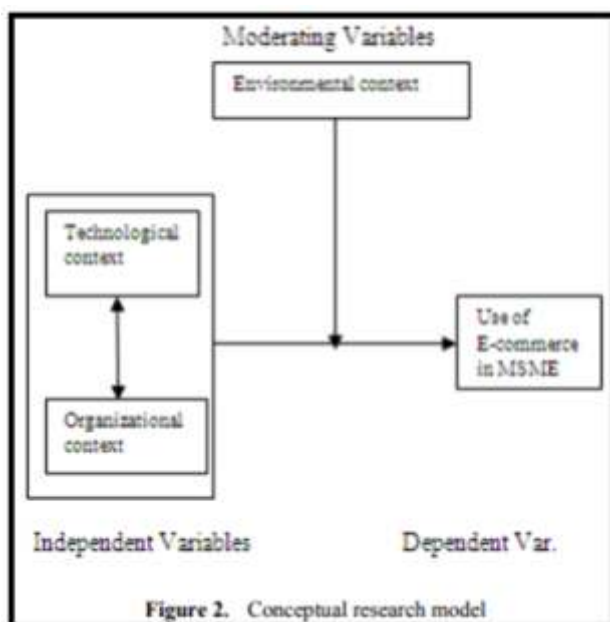 Moderating Variables
Environmental context
Technological
context
Use of
E-commerce
in MSME
Organizational
context
Independent Variables
Dependent Var.
Figure 2. Conceptual research model